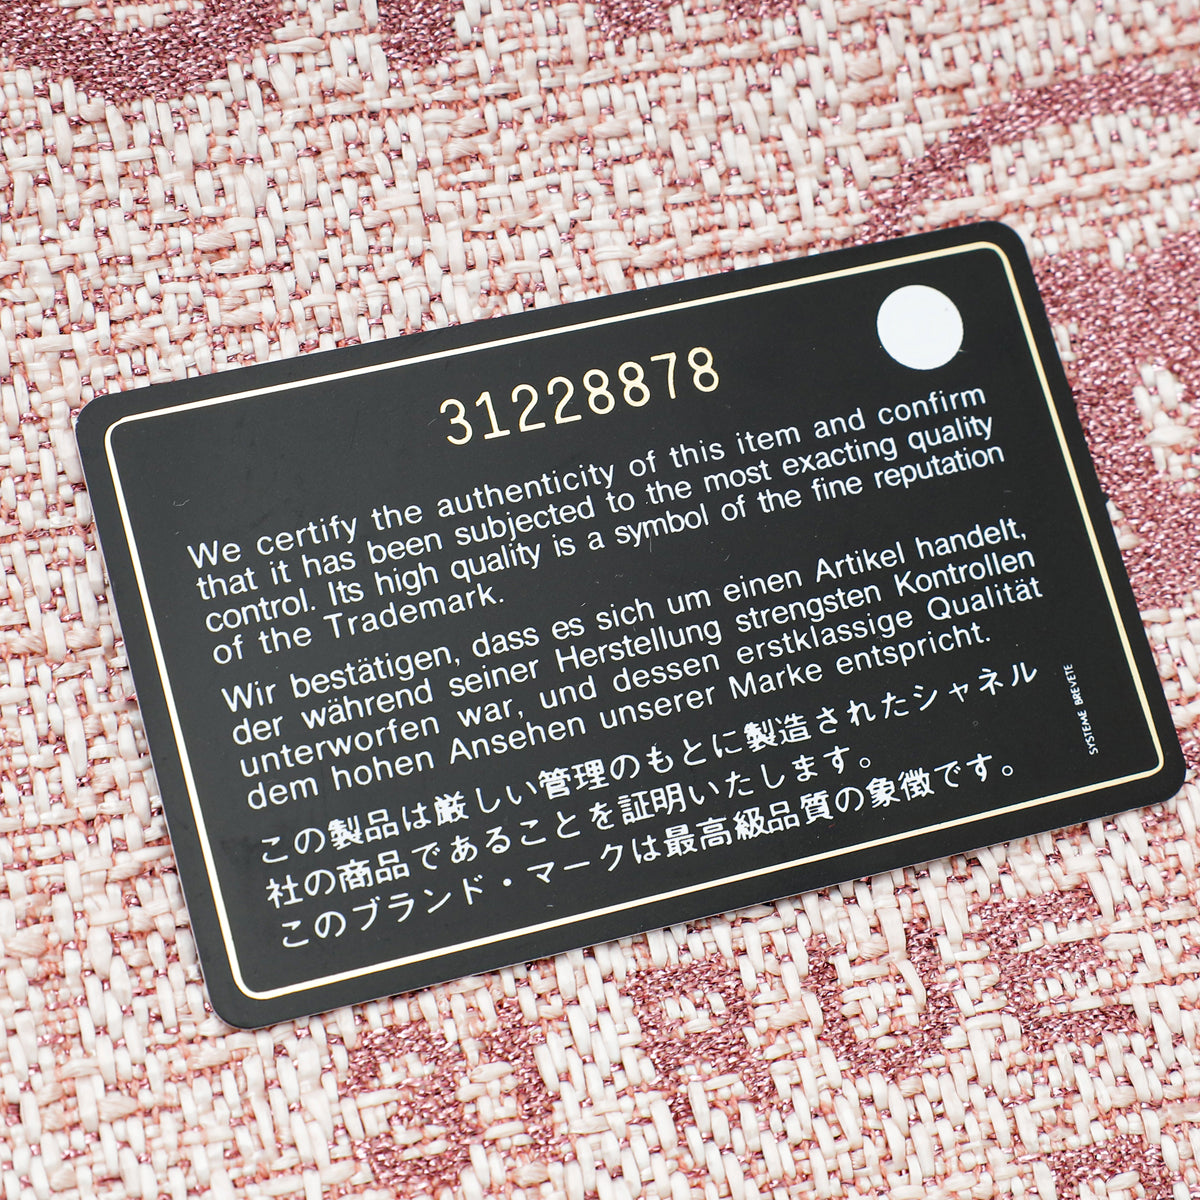 31228878
We certify the authenticity of this item and confirm
that it has been subjected to the most exacting quality
control. Its high quality is a symbol of the fine reputation
of the Trademark.
Wir bestätigen, dass es sich um einen Artikel handelt,
der während seiner Herstellung strengsten Kontrollen
unterworfen war, und dessen erstklassige Qualität
dem hohen Ansehen unserer Marke entspricht.
この製品は厳しい管理のもとに製造されたシャネル
社の商品であることを証明いたします。
このブランド・マークは最高級品質の象徴です。
SYSTEME BREVETE